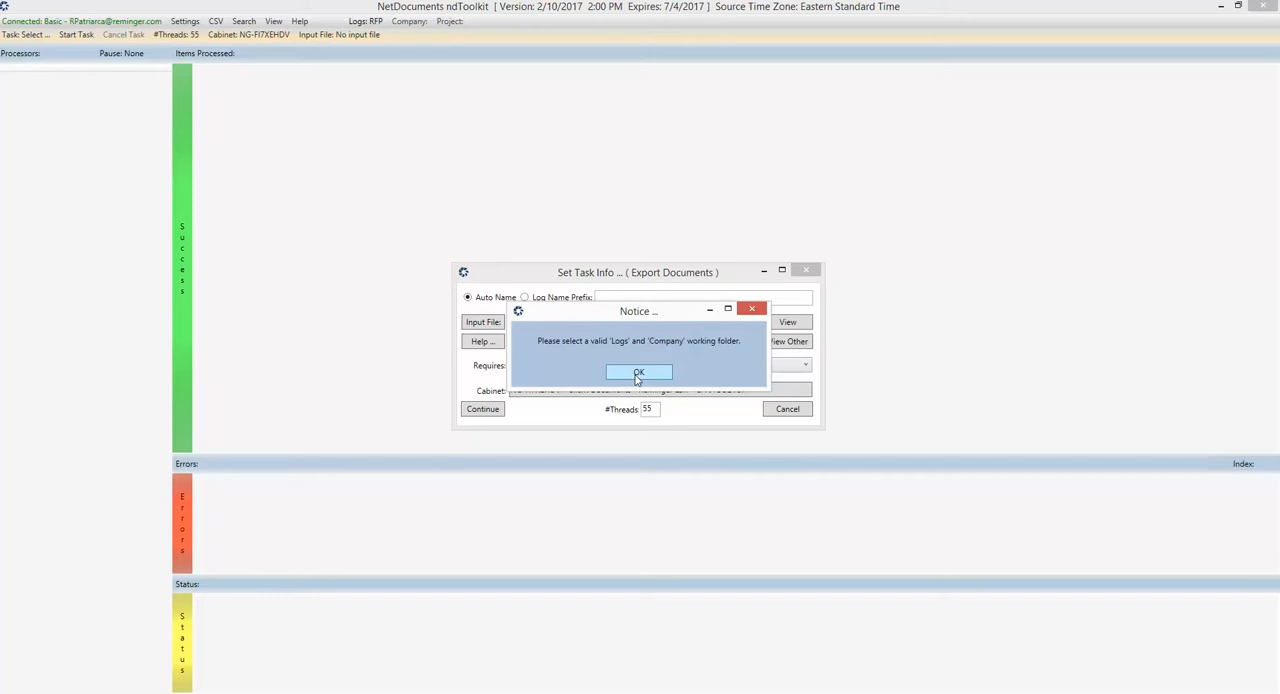 NetDocuments ndToolkit [ Version: 2/10/2017 2:00 PM Expires: 7/4/2017 ] Source Time Zone: Eastern Standard Time
Connected: Basic - RPatriarca@reminger.com Settings CSV Search View Help Logs: RFP Company: Project:
Task: Select ... Start Task Cancel Task #Threads: 55 Cabinet: NG-FI7XEHDV Input File: No input file
Processors: Pause: None Items Processed:
Success
Set Task Info ... ( Export Documents )
Auto Name Log Name Prefix:
Notice ...
Input File: View
Please select a valid 'Logs' and 'Company' working folder.
Help ... View Other
Requires:
OK
Cabinet:
Continue #Threads: 55 Cancel
Errors: Index:
Errors
Status:
Status